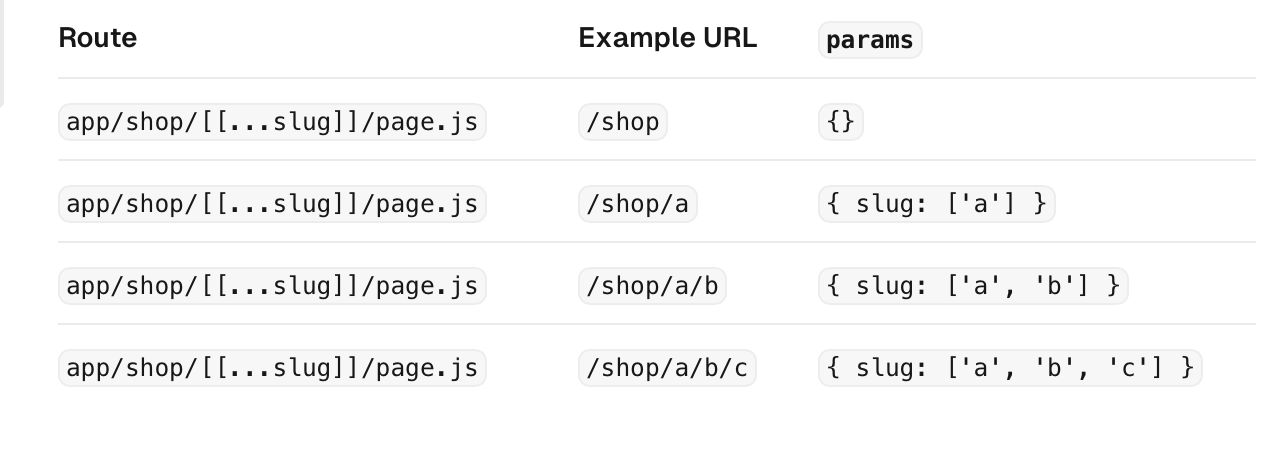 Route Example URL params
app/shop/[[...slug]]/page.js /shop {}
app/shop/[[...slug]]/page.js /shop/a { slug: ['a'] }
app/shop/[[...slug]]/page.js /shop/a/b { slug: ['a', 'b'] }
app/shop/[[...slug]]/page.js /shop/a/b/c { slug: ['a', 'b', 'c'] }